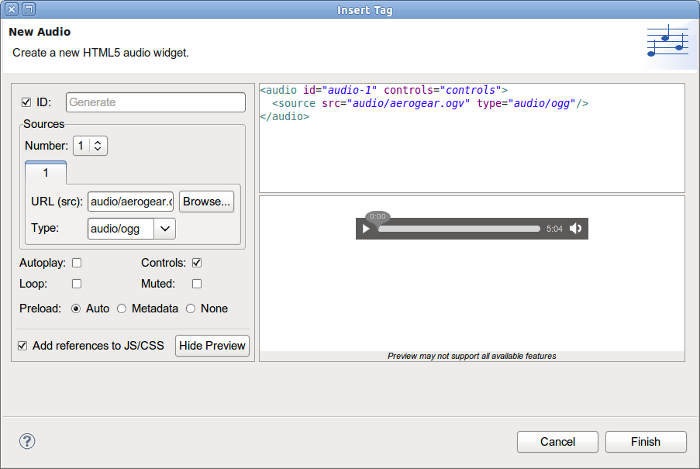 Insert Tag
New Audio
Create a new HTML5 audio widget.
ID: Generate
Sources
Number: 1
1
URL (src): audio/aerogear.o Browse...
Type: audio/ogg
Autoplay: Controls:
Loop: Muted:
Preload: Auto Metadata None
Add references to JS/CSS Hide Preview
<audio id="audio-1" controls="controls">
<source src="audio/aerogear.ogv" type="audio/ogg"/>
</audio>
0:00
5:04
Preview may not support all available features
?
Cancel Finish